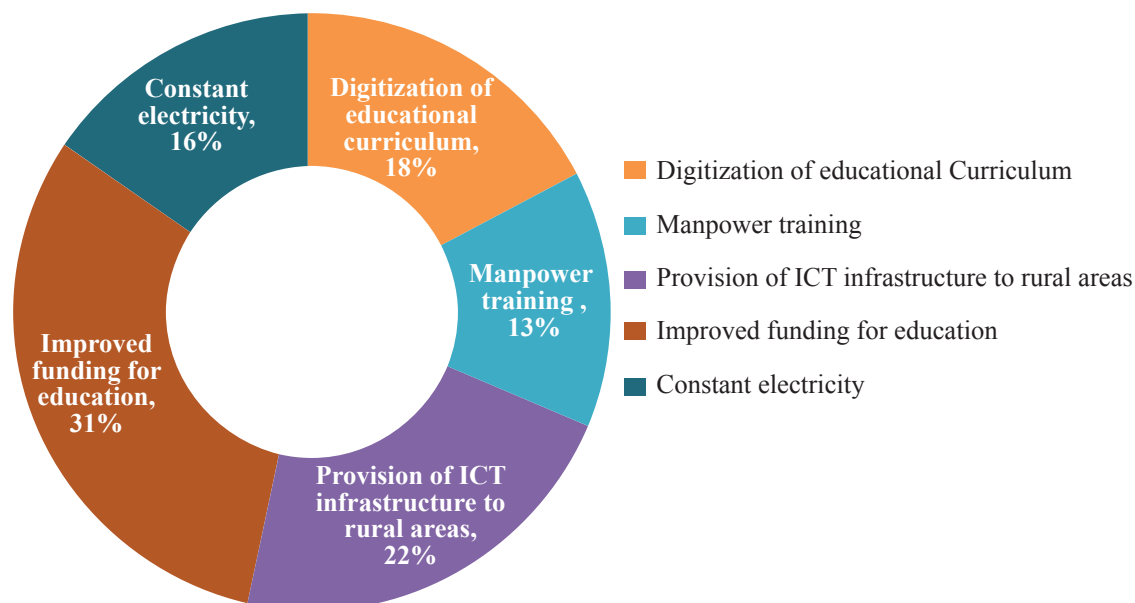 Constant
electricity,
16%
Digitization of
educational
curriculum,
18%
Manpower
training ,
13%
Provision of ICT
infrastructure to
rural areas,
22%
Improved
funding for
education,
31%
Digitization of educational Curriculum
Manpower training
Provision of ICT infrastructure to rural areas
Improved funding for education
Constant electricity